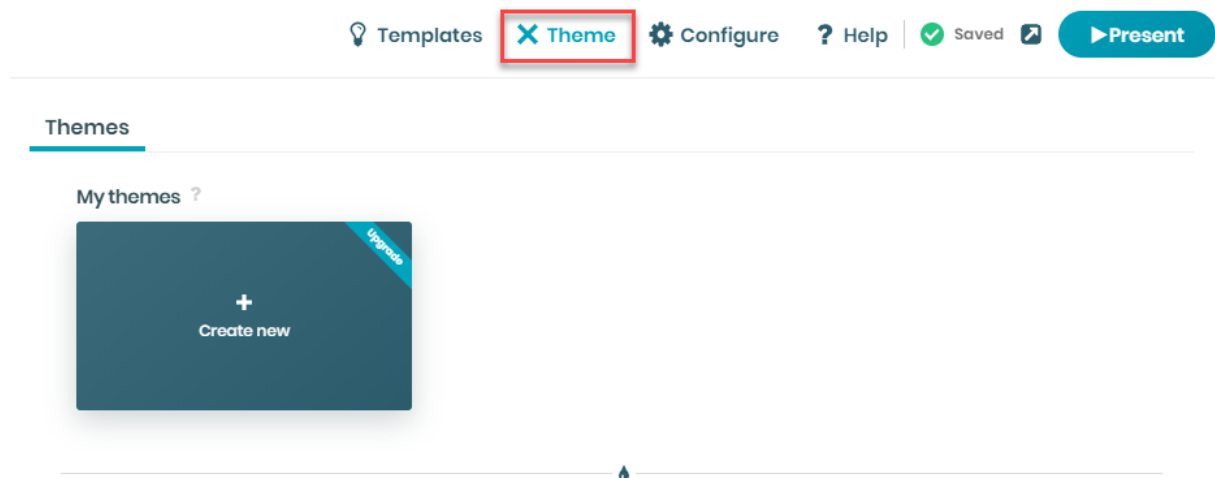 Templates Theme Configure ? Help Saved Present
Themes
My themes ?
Upgrade
+
Create new